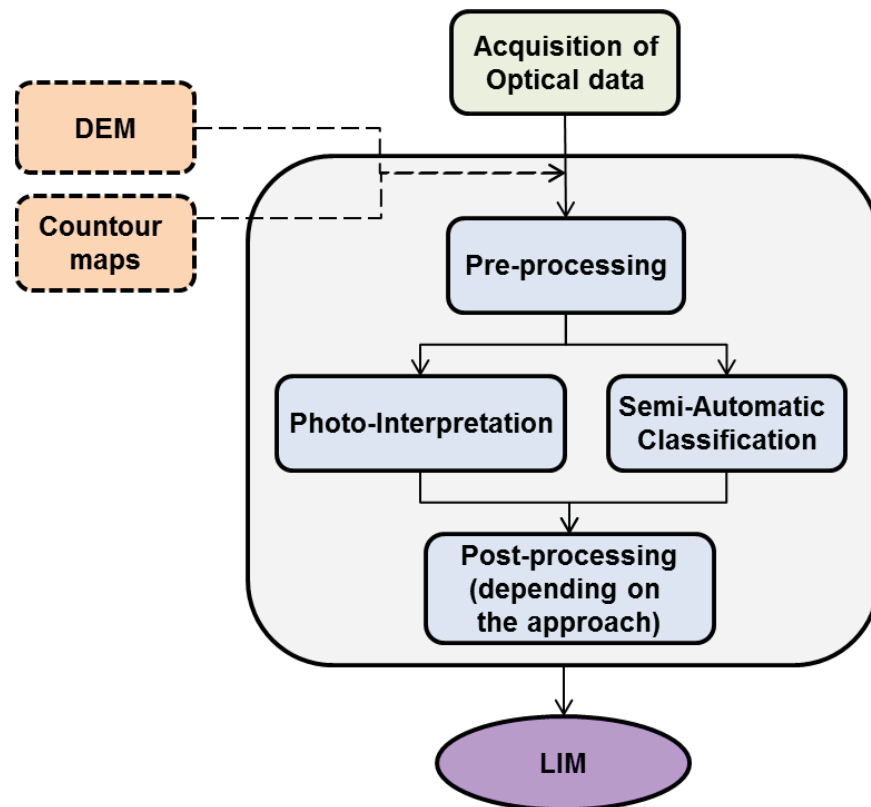 Acquisition of
Optical data
DEM
Countour
maps
Pre-processing
Photo-Interpretation
Semi-Automatic
Classification
Post-processing
(depending on
the approach)
LIM